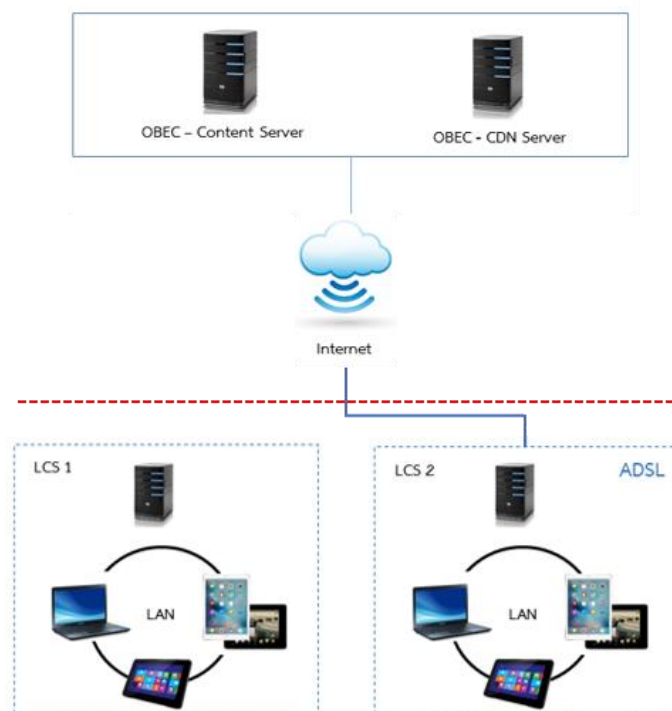 OBEC – Content Server
OBEC - CDN Server
Internet
LCS 1
LAN
LCS 2
ADSL
LAN